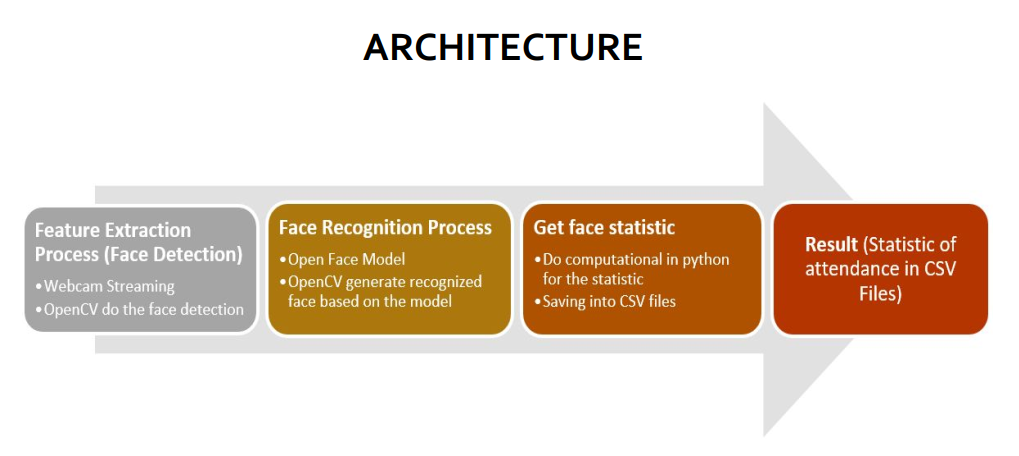 ARCHITECTURE
Feature Extraction
Process (Face Detection)
•Webcam Streaming
•OpenCV do the face detection
Face Recognition Process
•Open Face Model
•OpenCV generate recognized
face based on the model
Get face statistic
•Do computational in python
for the statistic
•Saving into CSV files
Result (Statistic of
attendance in CSV
Files)